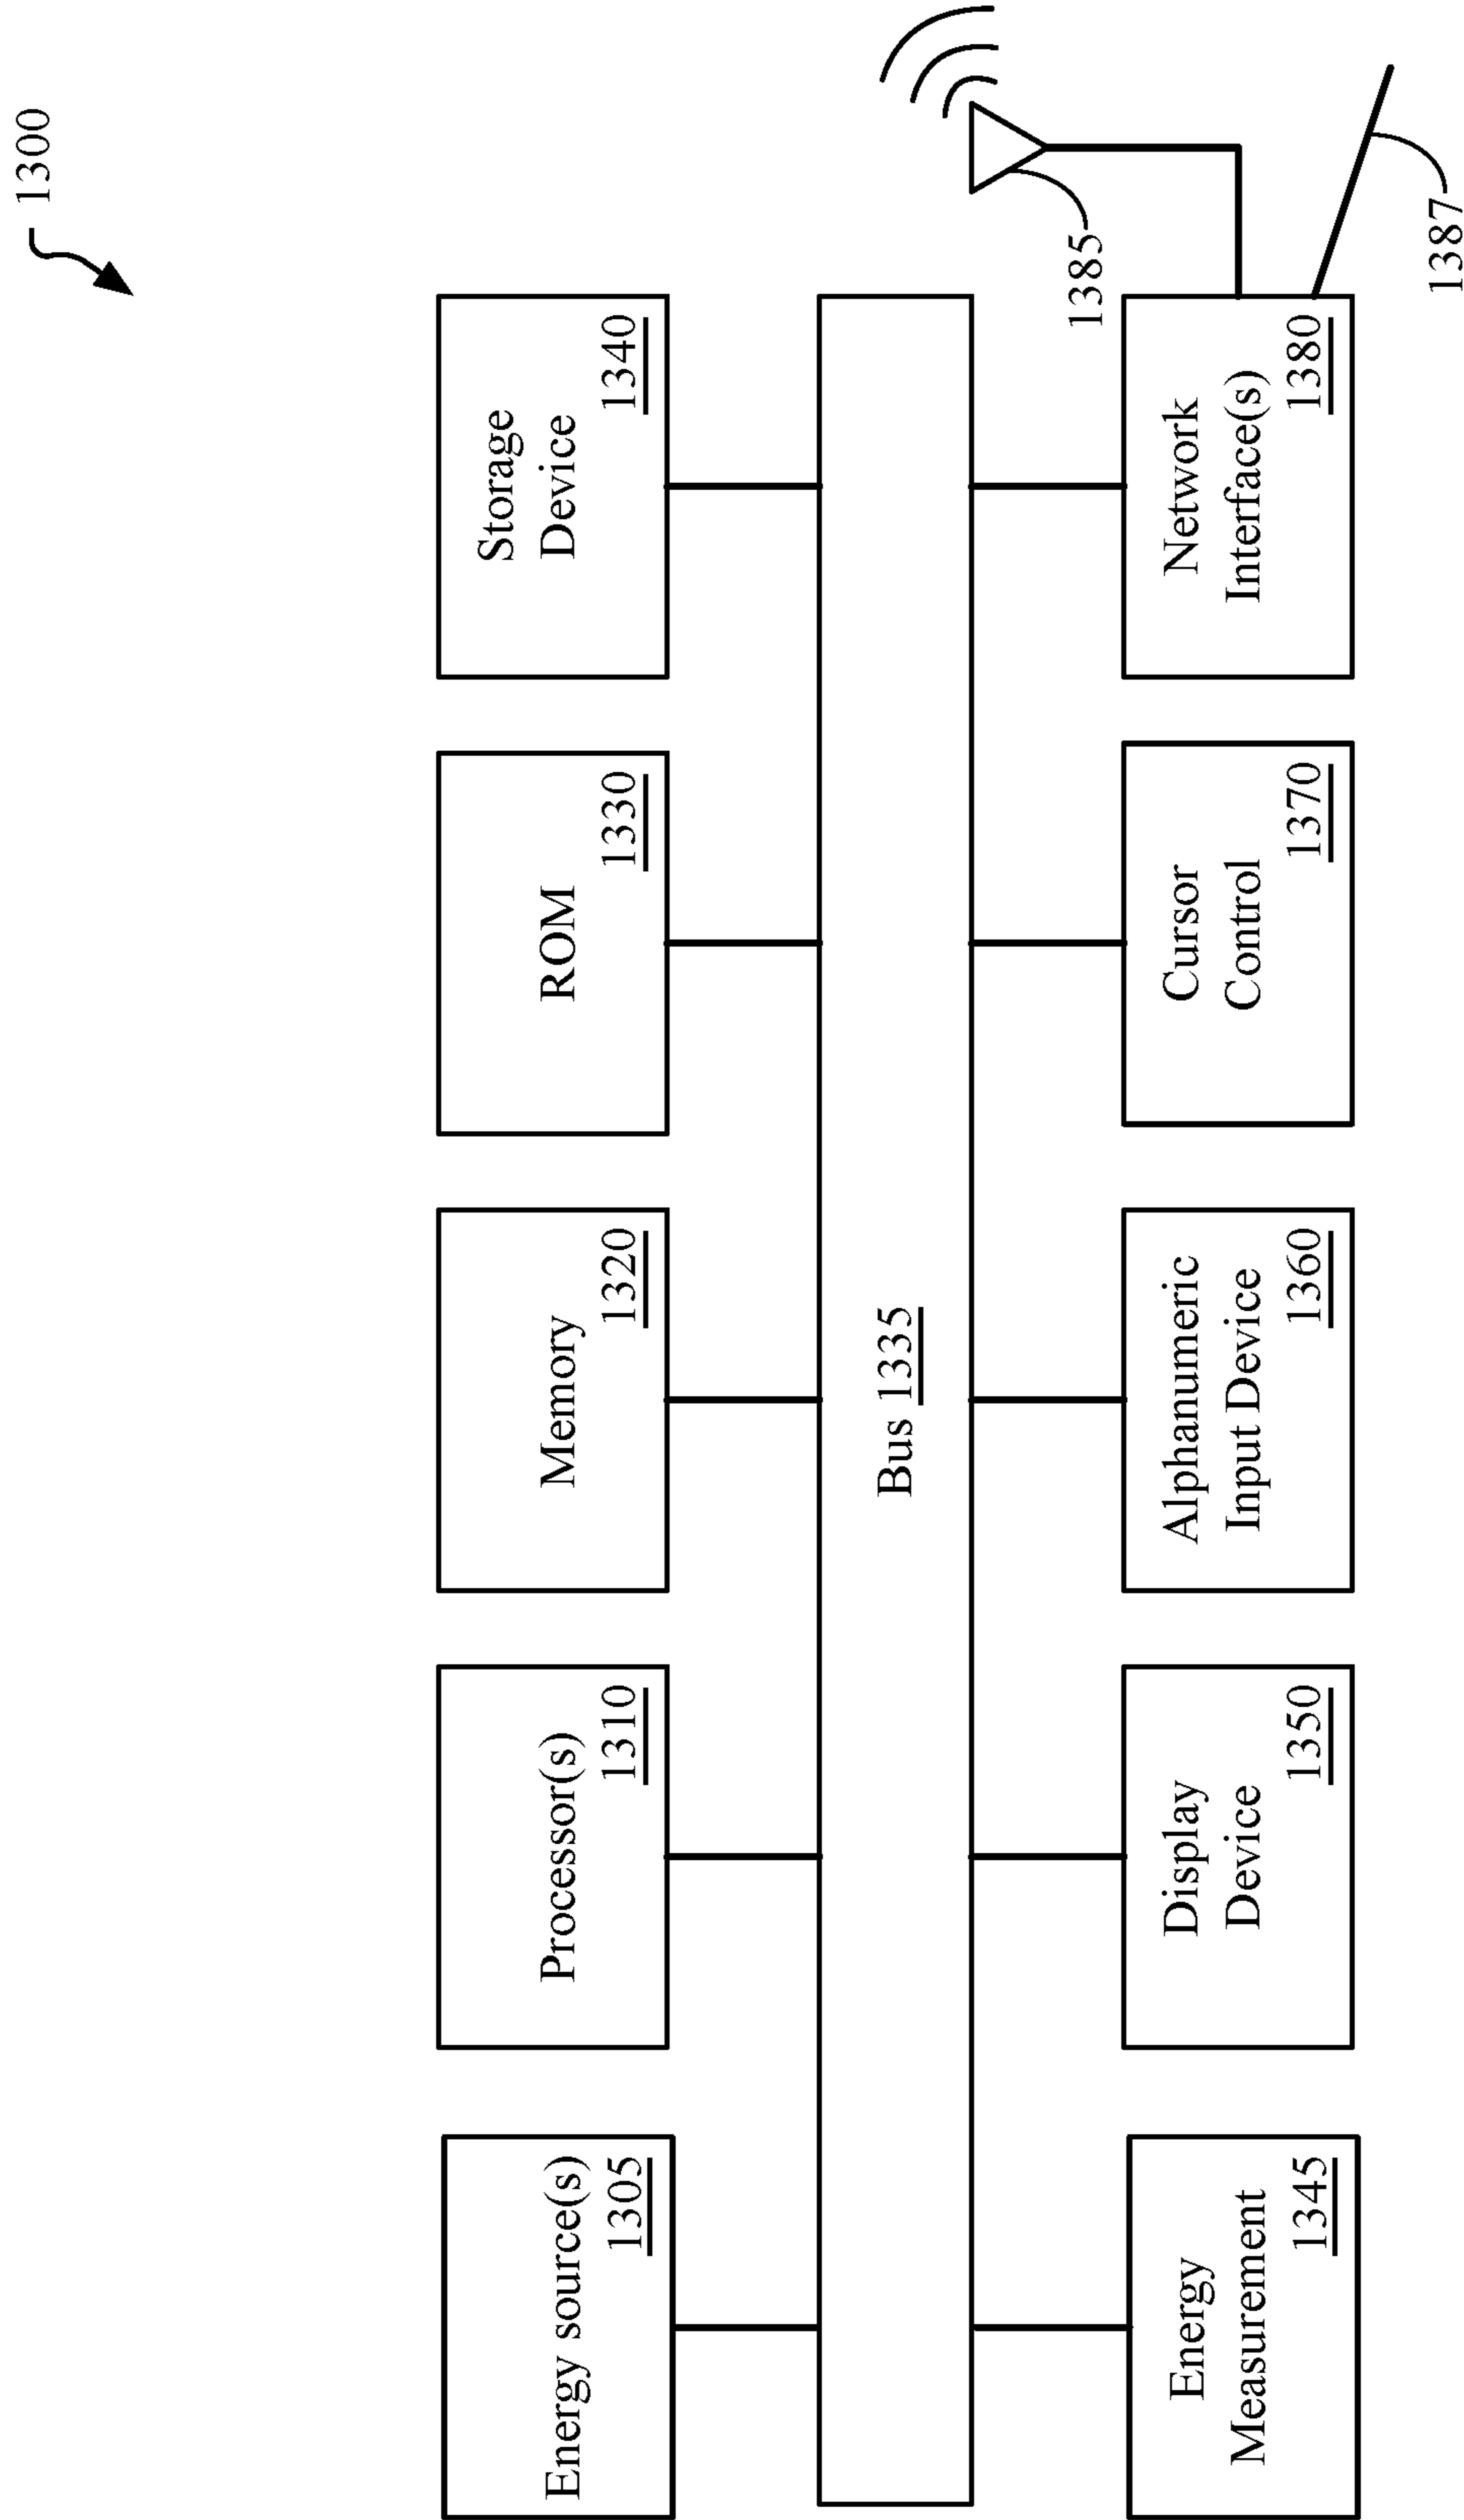 1300
Energy source(s)
1305
Processor(s)
1310
Memory
1320
ROM
1330
Storage
Device
1340
Bus 1335
1385
Energy
Measurement
1345
Display
Device
1350
Alphanumeric
Input Device
1360
Cursor
Control
1370
Network
Interface(s)
1380
1387